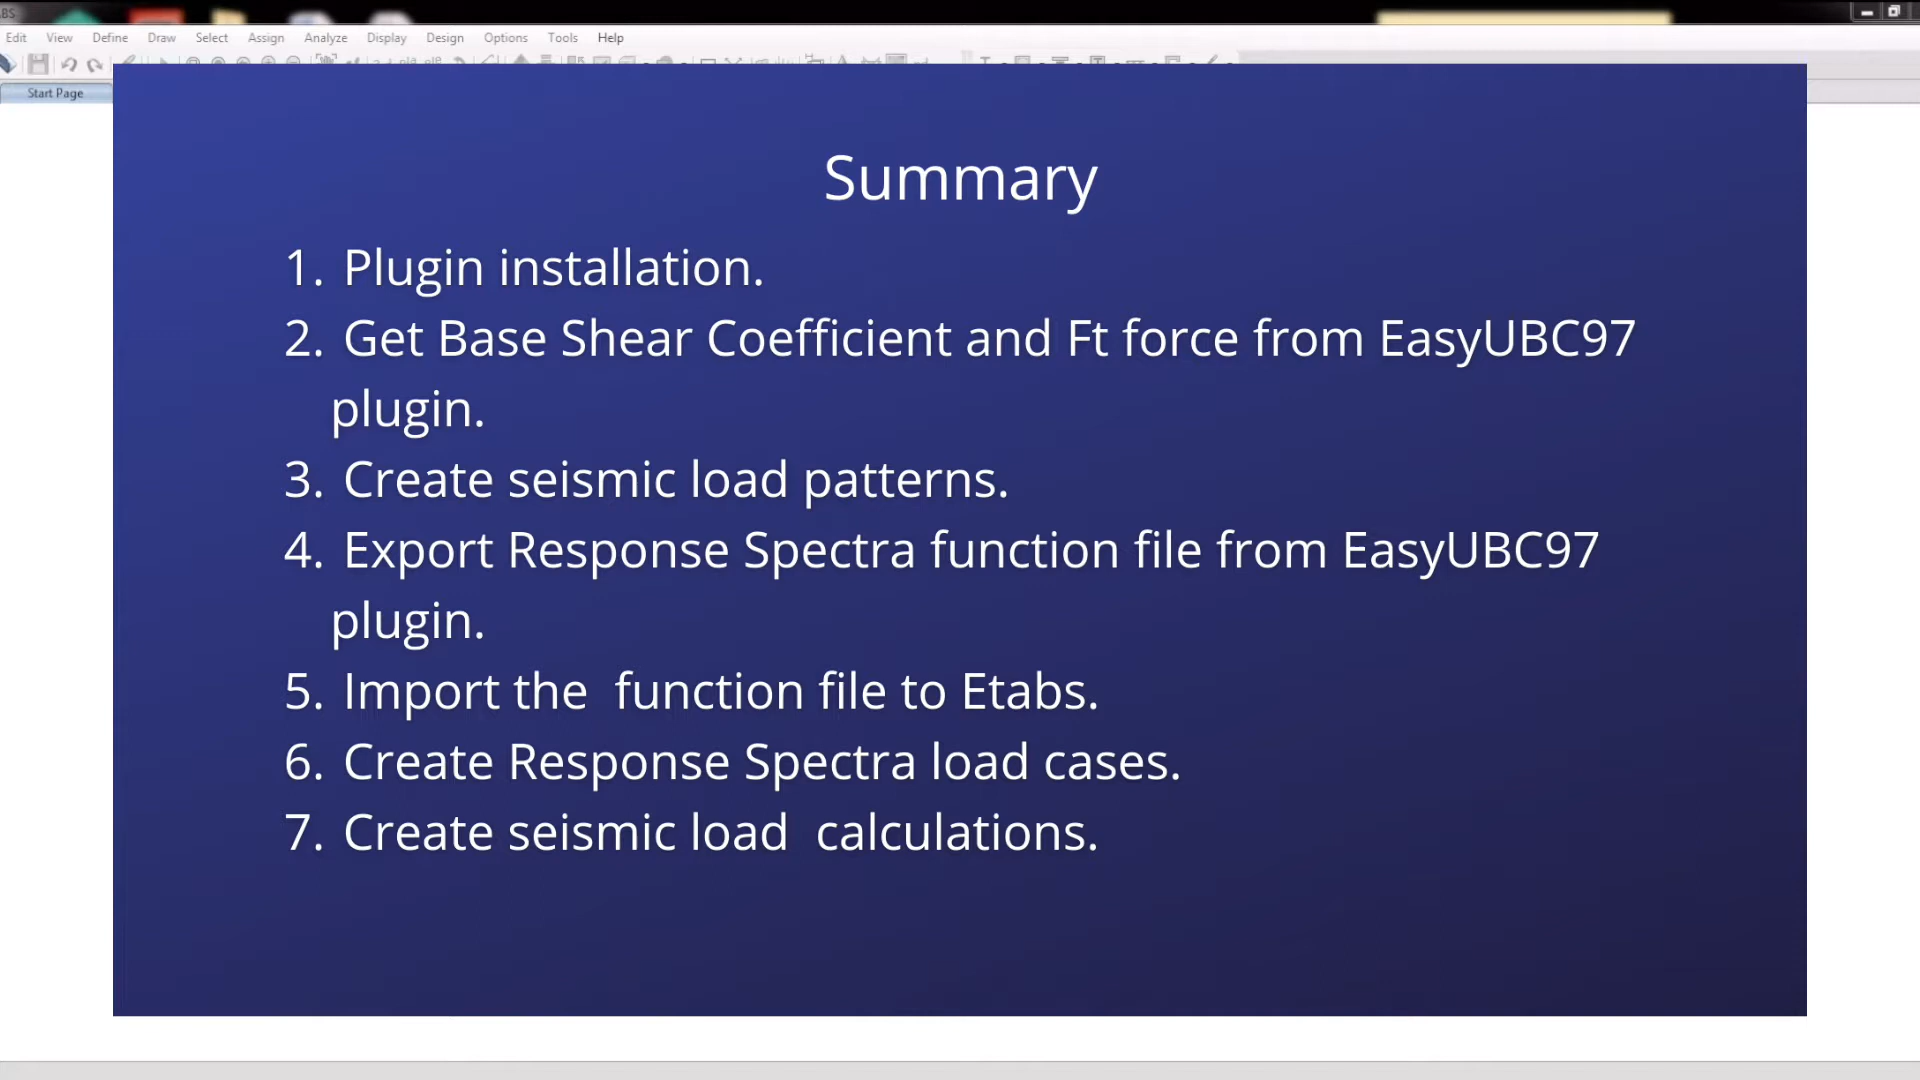 BS
Edit View Define Draw Select Assign Analyze Display Design Options Tools Help
Start Page
Summary
1. Plugin installation.
2. Get Base Shear Coefficient and Ft force from EasyUBC97
plugin.
3. Create seismic load patterns.
4. Export Response Spectra function file from EasyUBC97
plugin.
5. Import the  function file to Etabs.
6. Create Response Spectra load cases.
7. Create seismic load  calculations.